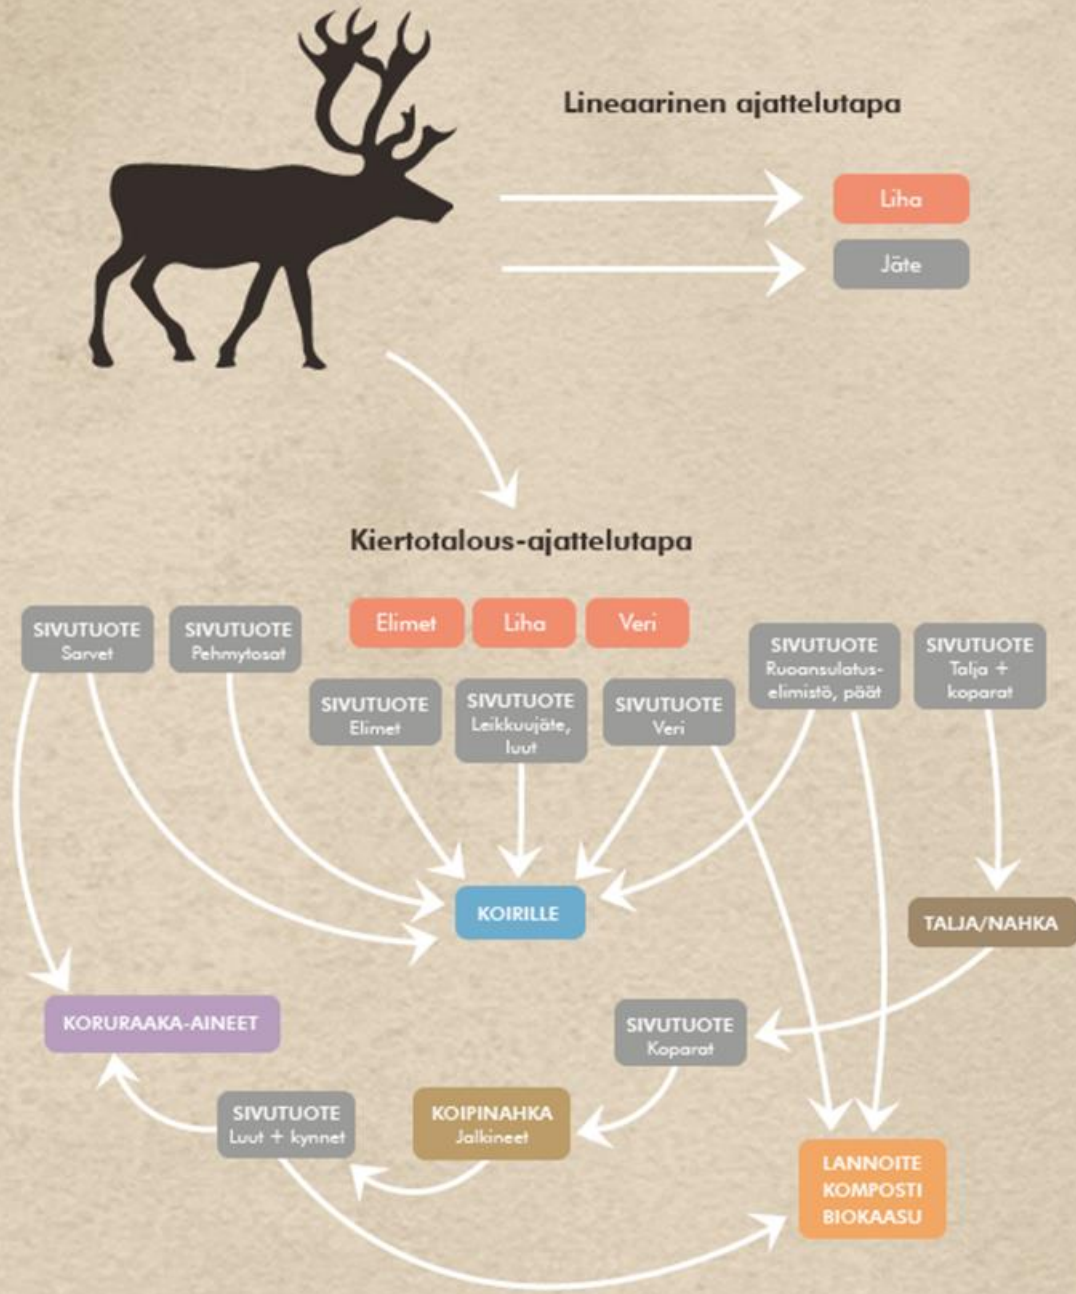 Lineaarinen ajattelutapa
Liha
Jäte
Kiertotalous-ajattelutapa
SIVUTUOTE
Sarvet
SIVUTUOTE
Pehmytosat
Elimet
Liha
Veri
SIVUTUOTE
Ruoansulatus-
elimistö, päät
SIVUTUOTE
Talja +
koparat
SIVUTUOTE
Elimet
SIVUTUOTE
Leikkuujäte,
luut
SIVUTUOTE
Veri
KOIRILLE
TALJA/NAHKA
KORURAAKA-AINEET
SIVUTUOTE
Koparat
SIVUTUOTE
Luut + kynnet
KOIPINAHKA
Jalkineet
LANNOITE
KOMPOSTI
BIOKAASU